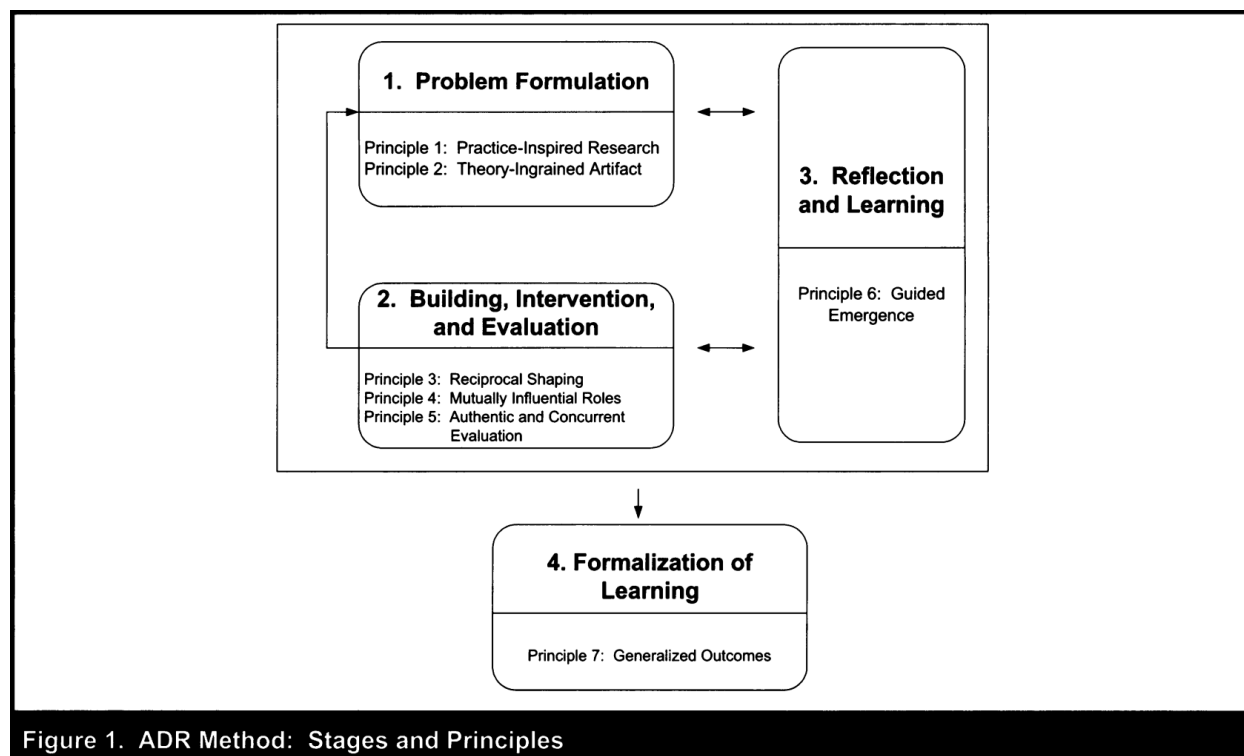 1. Problem Formulation
Principle 1: Practice-Inspired Research
Principle 2: Theory-Ingrained Artifact
2. Building, Intervention,
and Evaluation
Principle 3: Reciprocal Shaping
Principle 4: Mutually Influential Roles
Principle 5: Authentic and Concurrent
Evaluation
3. Reflection
and Learning
Principle 6: Guided
Emergence
4. Formalization of
Learning
Principle 7: Generalized Outcomes
Figure 1. ADR Method: Stages and Principles